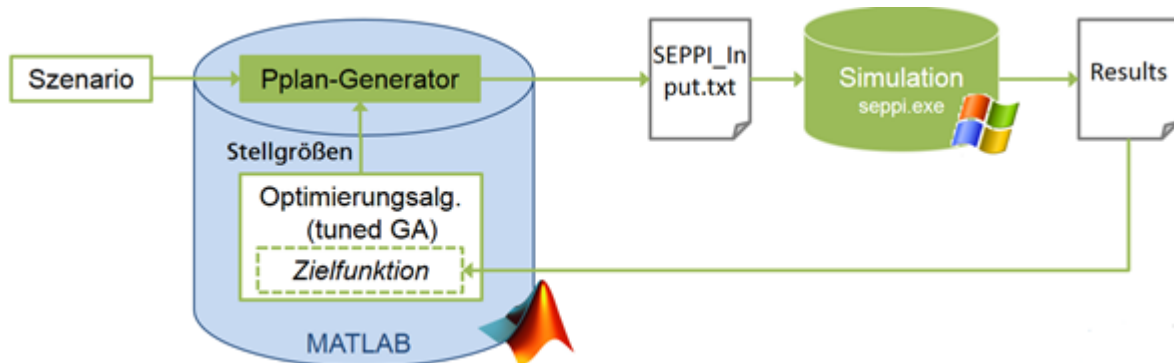 Szenario
Pplan-Generator
SEPPI_In
put.txt
Simulation
seppi.exe
Results
Stellgrößen
Optimierungsalg.
(tuned GA)
Zielfunktion
MATLAB